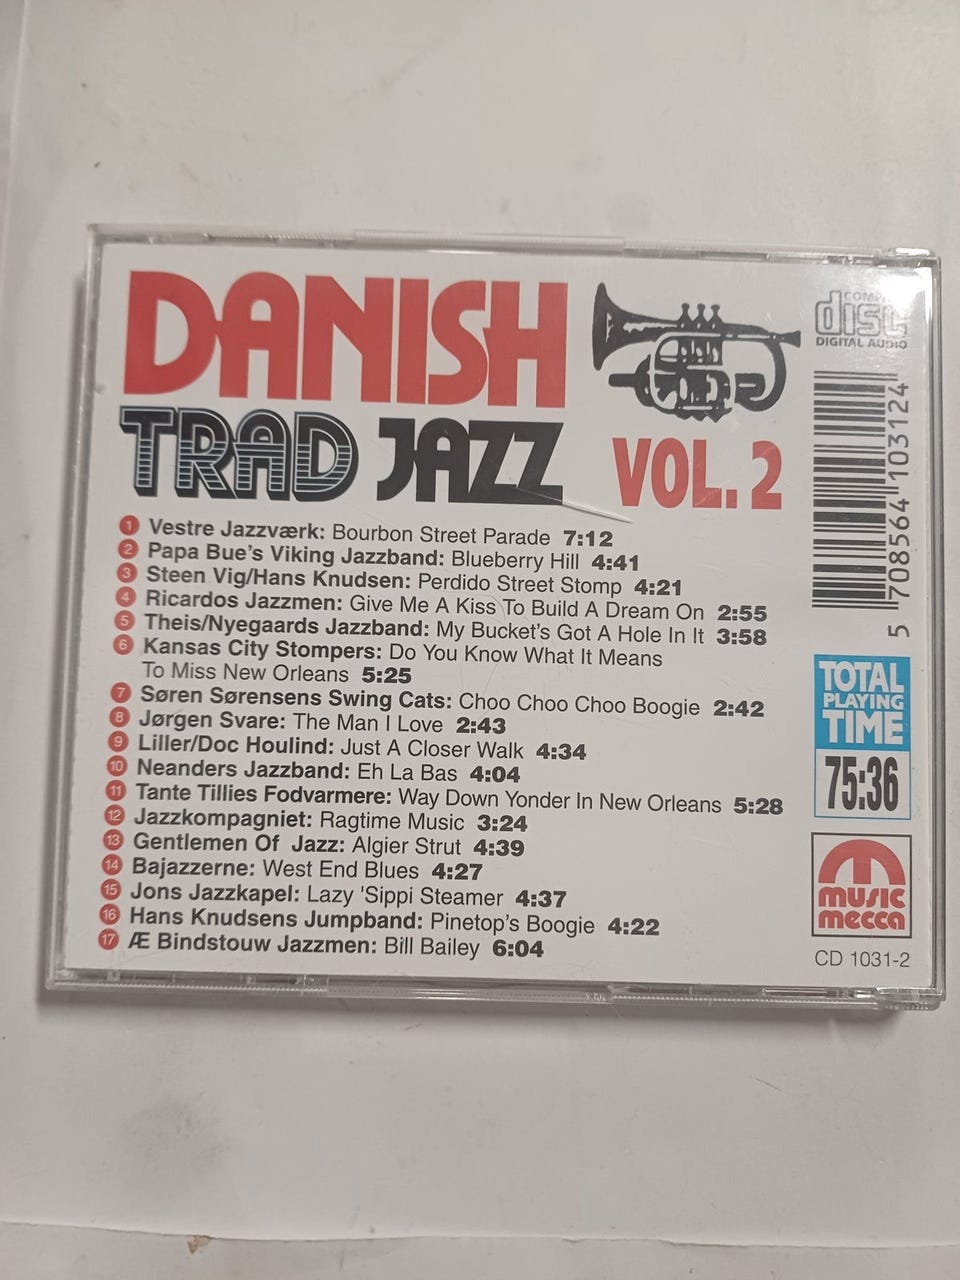 DANISH
TRAD JAZZ
VOL. 2
disc
DIGITAL AUDIO
1 Vestre Jazzværk: Bourbon Street Parade 7:12
2 Papa Bue's Viking Jazzband: Blueberry Hill 4:41
3 Steen Vig/Hans Knudsen: Perdido Street Stomp 4:21
4 Ricardos Jazzmen: Give Me A Kiss To Build A Dream On 2:55
5 Theis/Nyegaards Jazzband: My Bucket's Got A Hole In It 3:58
6 Kansas City Stompers: Do You Know What It Means
To Miss New Orleans 5:25
7 Søren Sørensens Swing Cats: Choo Choo Choo Boogie 2:42
8 Jørgen Svare: The Man I Love 2:43
9 Liller/Doc Houlind: Just A Closer Walk 4:34
10 Neanders Jazzband: Eh La Bas 4:04
11 Tante Tillies Fodvarmere: Way Down Yonder In New Orleans 5:28
12 Jazzkompagniet: Ragtime Music 3:24
13 Gentlemen Of Jazz: Algier Strut 4:39
14 Bajazzerne: West End Blues 4:27
15 Jons Jazzkapel: Lazy 'Sippi Steamer 4:37
16 Hans Knudsens Jumpband: Pinetop's Boogie 4:22
17 Æ Bindstouw Jazzmen: Bill Bailey 6:04
5 708564 103124
TOTAL
PLAYING
TIME
75:36
music
mecca
CD 1031-2